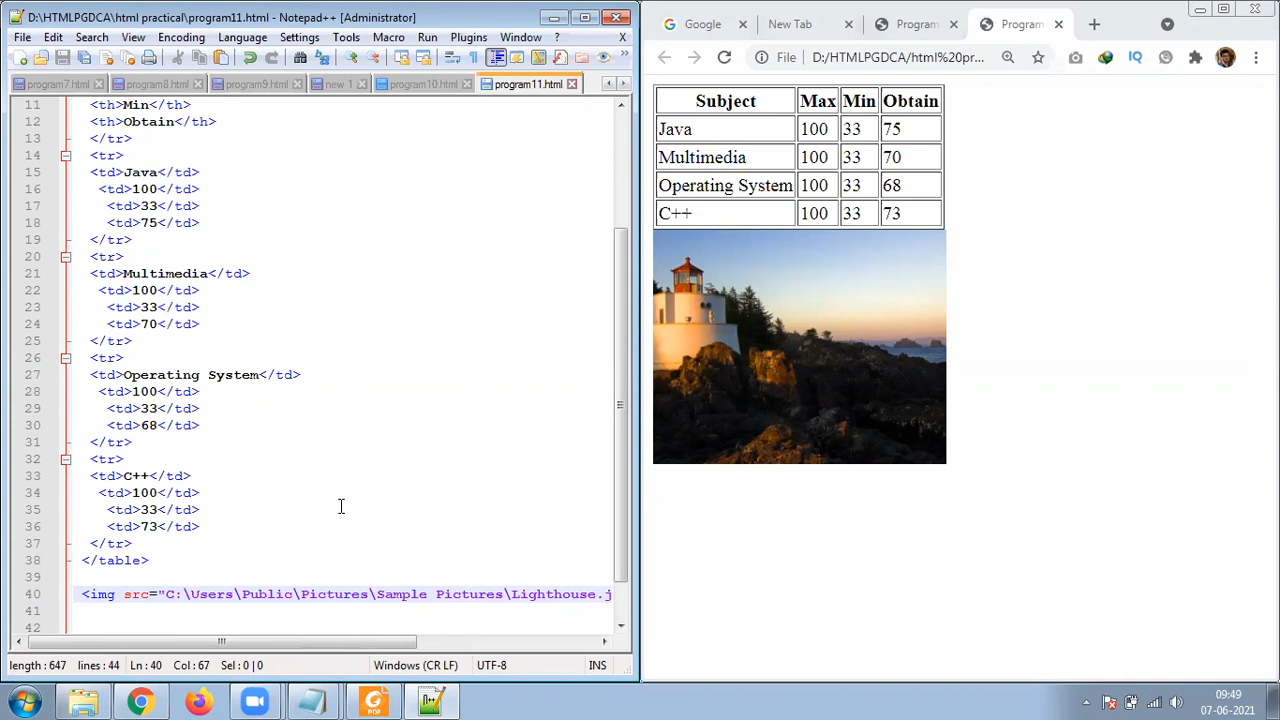 D:\HTMLPGDCA\html practical\program11.html - Notepad++ [Administrator]
File Edit Search View Encoding Language Settings Tools Macro Run Plugins Window ? X
program7.html program8.html program9.html new 1 program10.html program11.html
11 <th>Min</th>
12 <th>Obtain</th>
13 </tr>
14 <tr>
15 <td>Java</td>
16 <td>100</td>
17 <td>33</td>
18 <td>75</td>
19 </tr>
20 <tr>
21 <td>Multimedia</td>
22 <td>100</td>
23 <td>33</td>
24 <td>70</td>
25 </tr>
26 <tr>
27 <td>Operating System</td>
28 <td>100</td>
29 <td>33</td>
30 <td>68</td>
31 </tr>
32 <tr>
33 <td>C++</td>
34 <td>100</td>
35 <td>33</td>
36 <td>73</td>
37 </tr>
38 </table>
39
40 <img src="C:\Users\Public\Pictures\Sample Pictures\Lighthouse.j
41
42
length : 647 lines : 44 Ln : 40 Col : 67 Sel : 0 | 0 Windows (CR LF) UTF-8 INS
Google New Tab Program Program
File D:/HTMLPGDCA/html%20pr...
Subject Max Min Obtain
Java 100 33 75
Multimedia 100 33 70
Operating System 100 33 68
C++ 100 33 73
PDF
09:49
07-06-2021